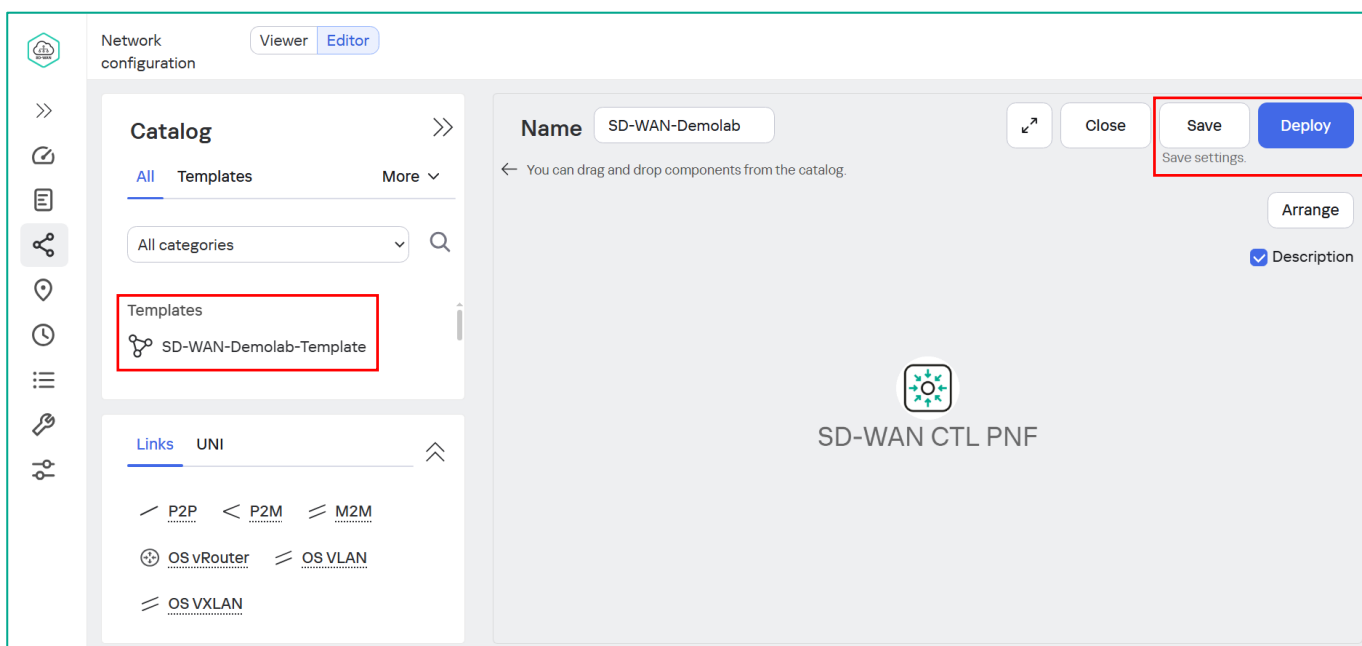 SD-WAN
Network
configuration
Viewer
Editor
Catalog
All
Templates
More
All categories
Templates
SD-WAN-Demolab-Template
Links
UNI
P2P
P2M
M2M
OS vRouter
OS VLAN
OS VXLAN
Name
SD-WAN-Demolab
Close
Save
Deploy
Save settings.
You can drag and drop components from the catalog.
Arrange
Description
SD-WAN CTL PNF